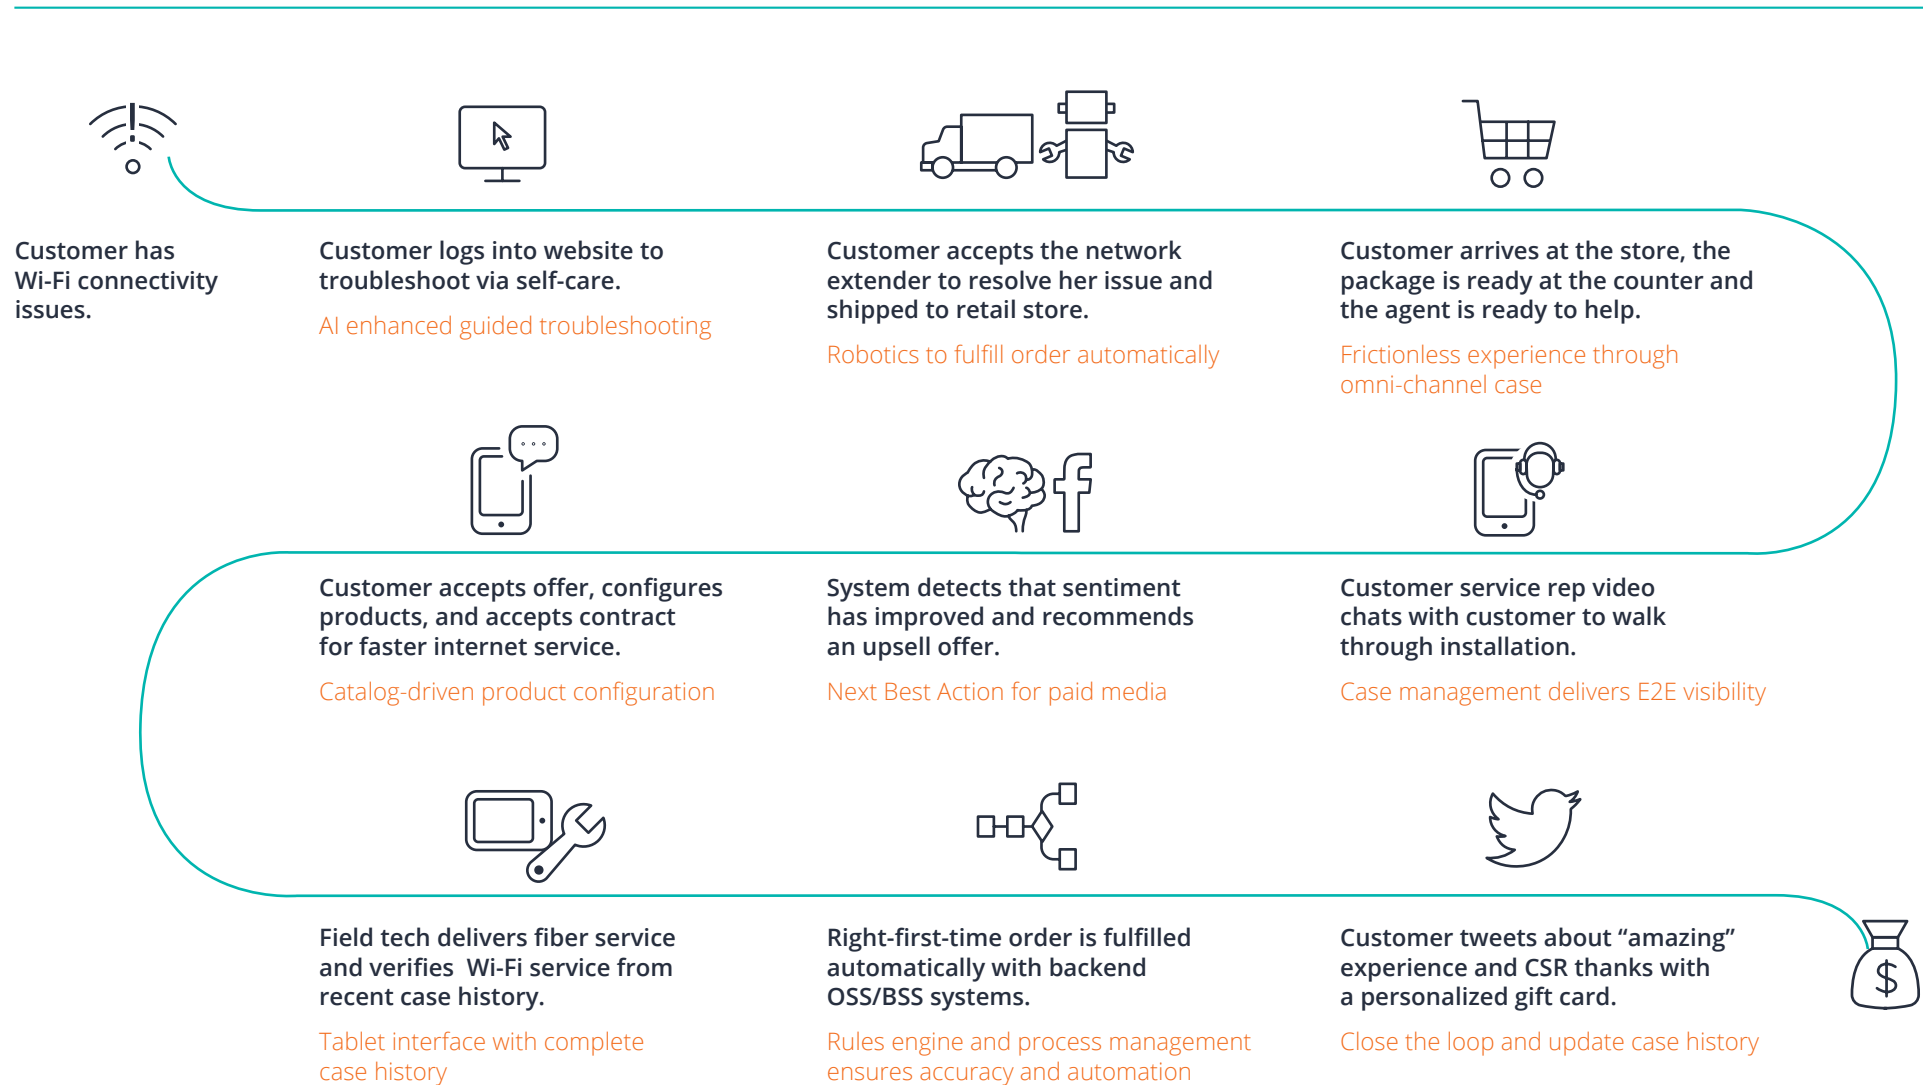 Customer has
Wi-Fi connectivity
issues.
Customer logs into website to
troubleshoot via self-care.
AI enhanced guided troubleshooting
Customer accepts the network
extender to resolve her issue and
shipped to retail store.
Robotics to fulfill order automatically
Customer arrives at the store, the
package is ready at the counter and
the agent is ready to help.
Frictionless experience through
omni-channel case
Customer service rep video
chats with customer to walk
through installation.
Case management delivers E2E visibility
System detects that sentiment
has improved and recommends
an upsell offer.
Next Best Action for paid media
Customer accepts offer, configures
products, and accepts contract
for faster internet service.
Catalog-driven product configuration
Field tech delivers fiber service
and verifies  Wi-Fi service from
recent case history.
Tablet interface with complete
case history
Right-first-time order is fulfilled
automatically with backend
OSS/BSS systems.
Rules engine and process management
ensures accuracy and automation
Customer tweets about “amazing”
experience and CSR thanks with
a personalized gift card.
Close the loop and update case history
$